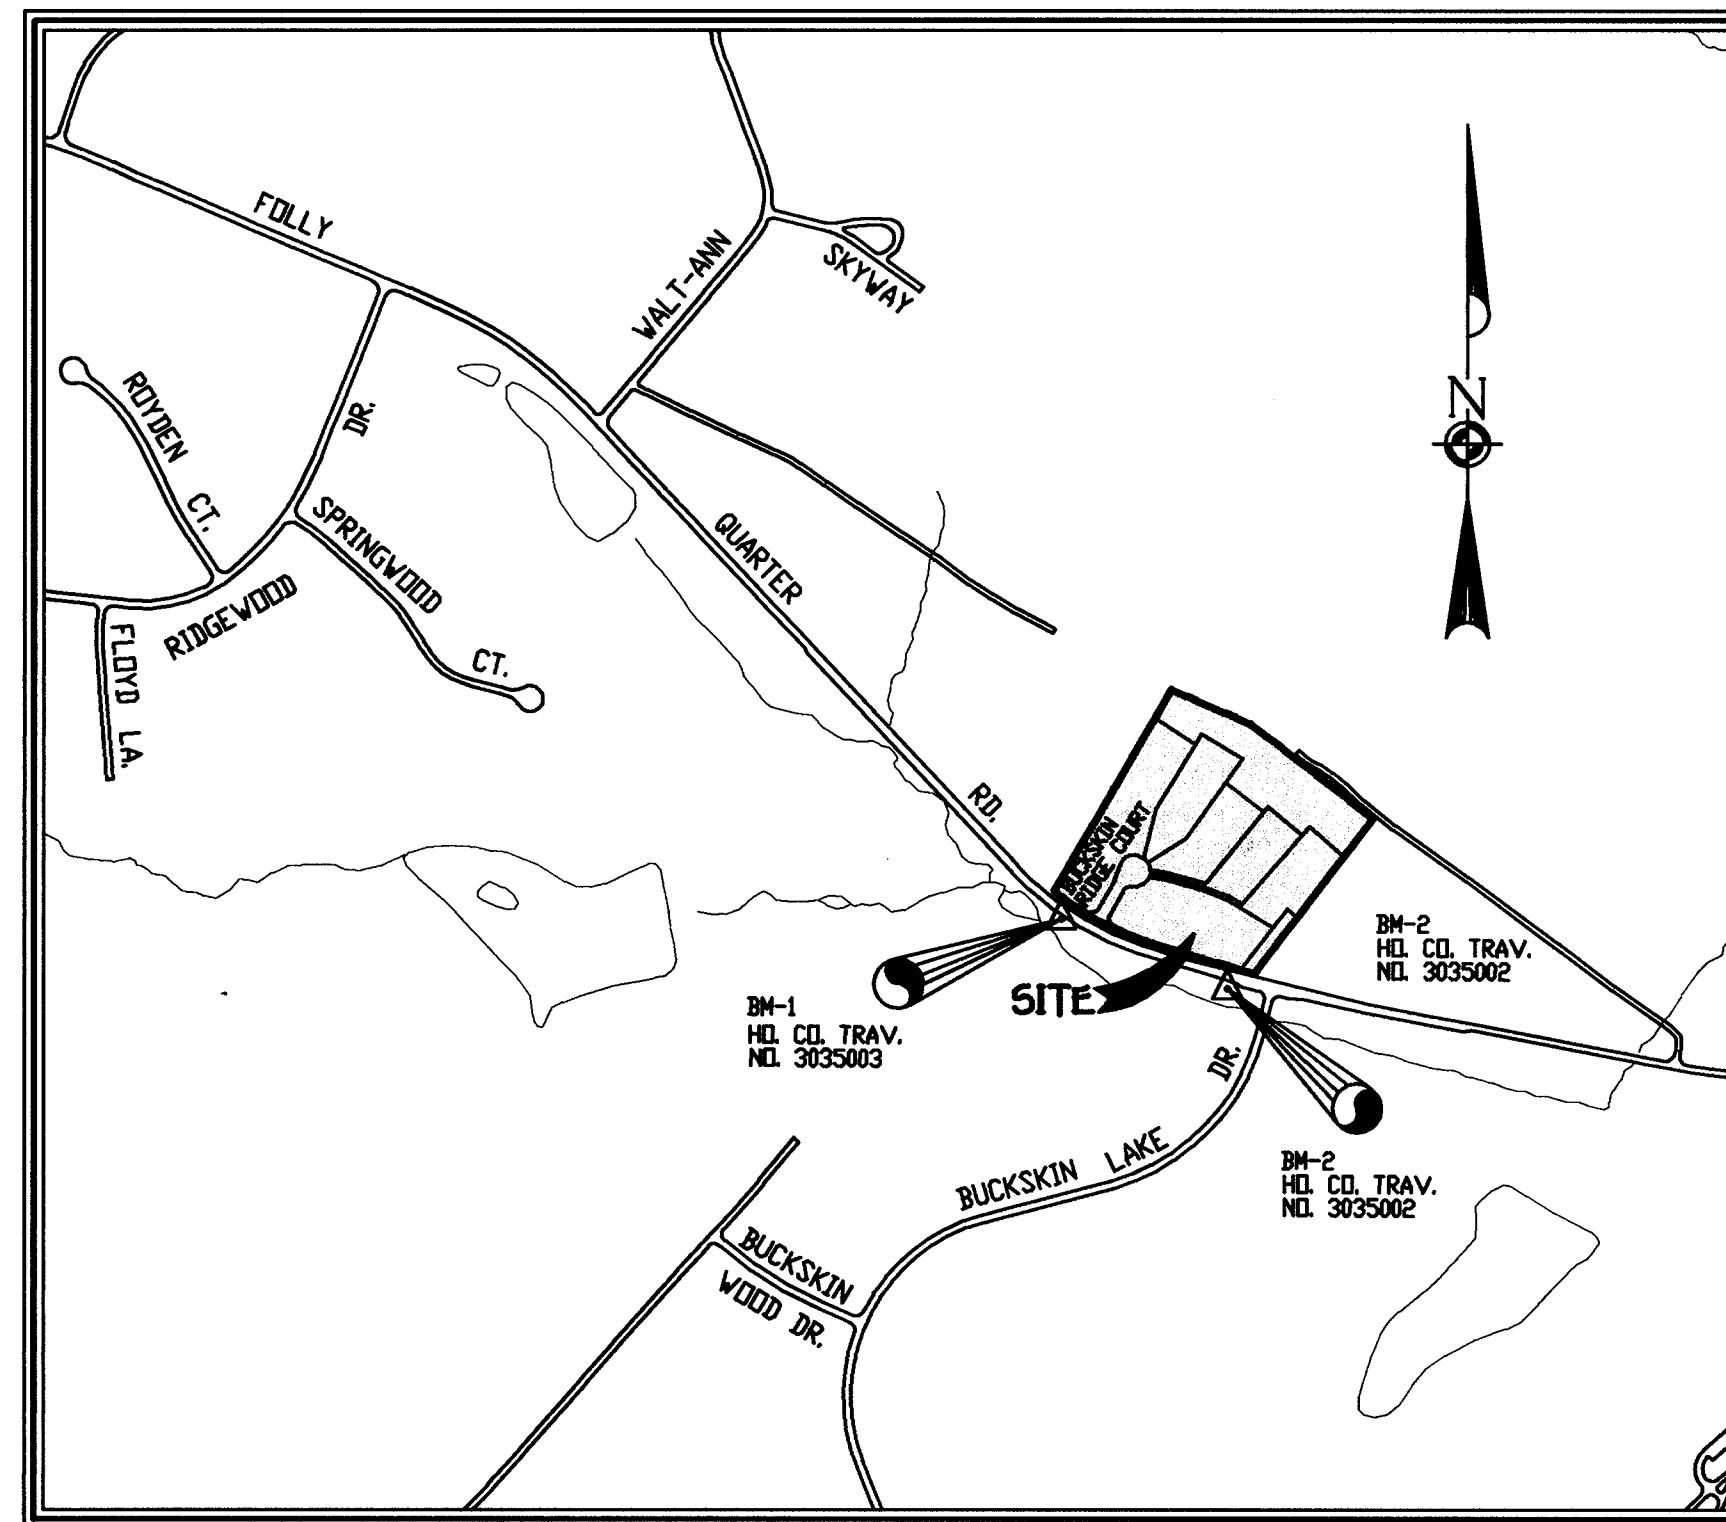 FOLLY
WALT-ANN
SKYWAY
ROYDEN
CT.
DR.
N
SPRINGWOOD
CT.
QUARTER
RIDGEWOOD
FLOYD LA.
RD.
BUCKSKIN
RIDGE COURT
BM-2
HO. CO. TRAV.
NO. 3035002
SITE
BM-1
HO. CO. TRAV.
NO. 3035003
DR.
BUCKSKIN LAKE
BM-2
HO. CO. TRAV.
NO. 3035002
BUCKSKIN
WOOD DR.